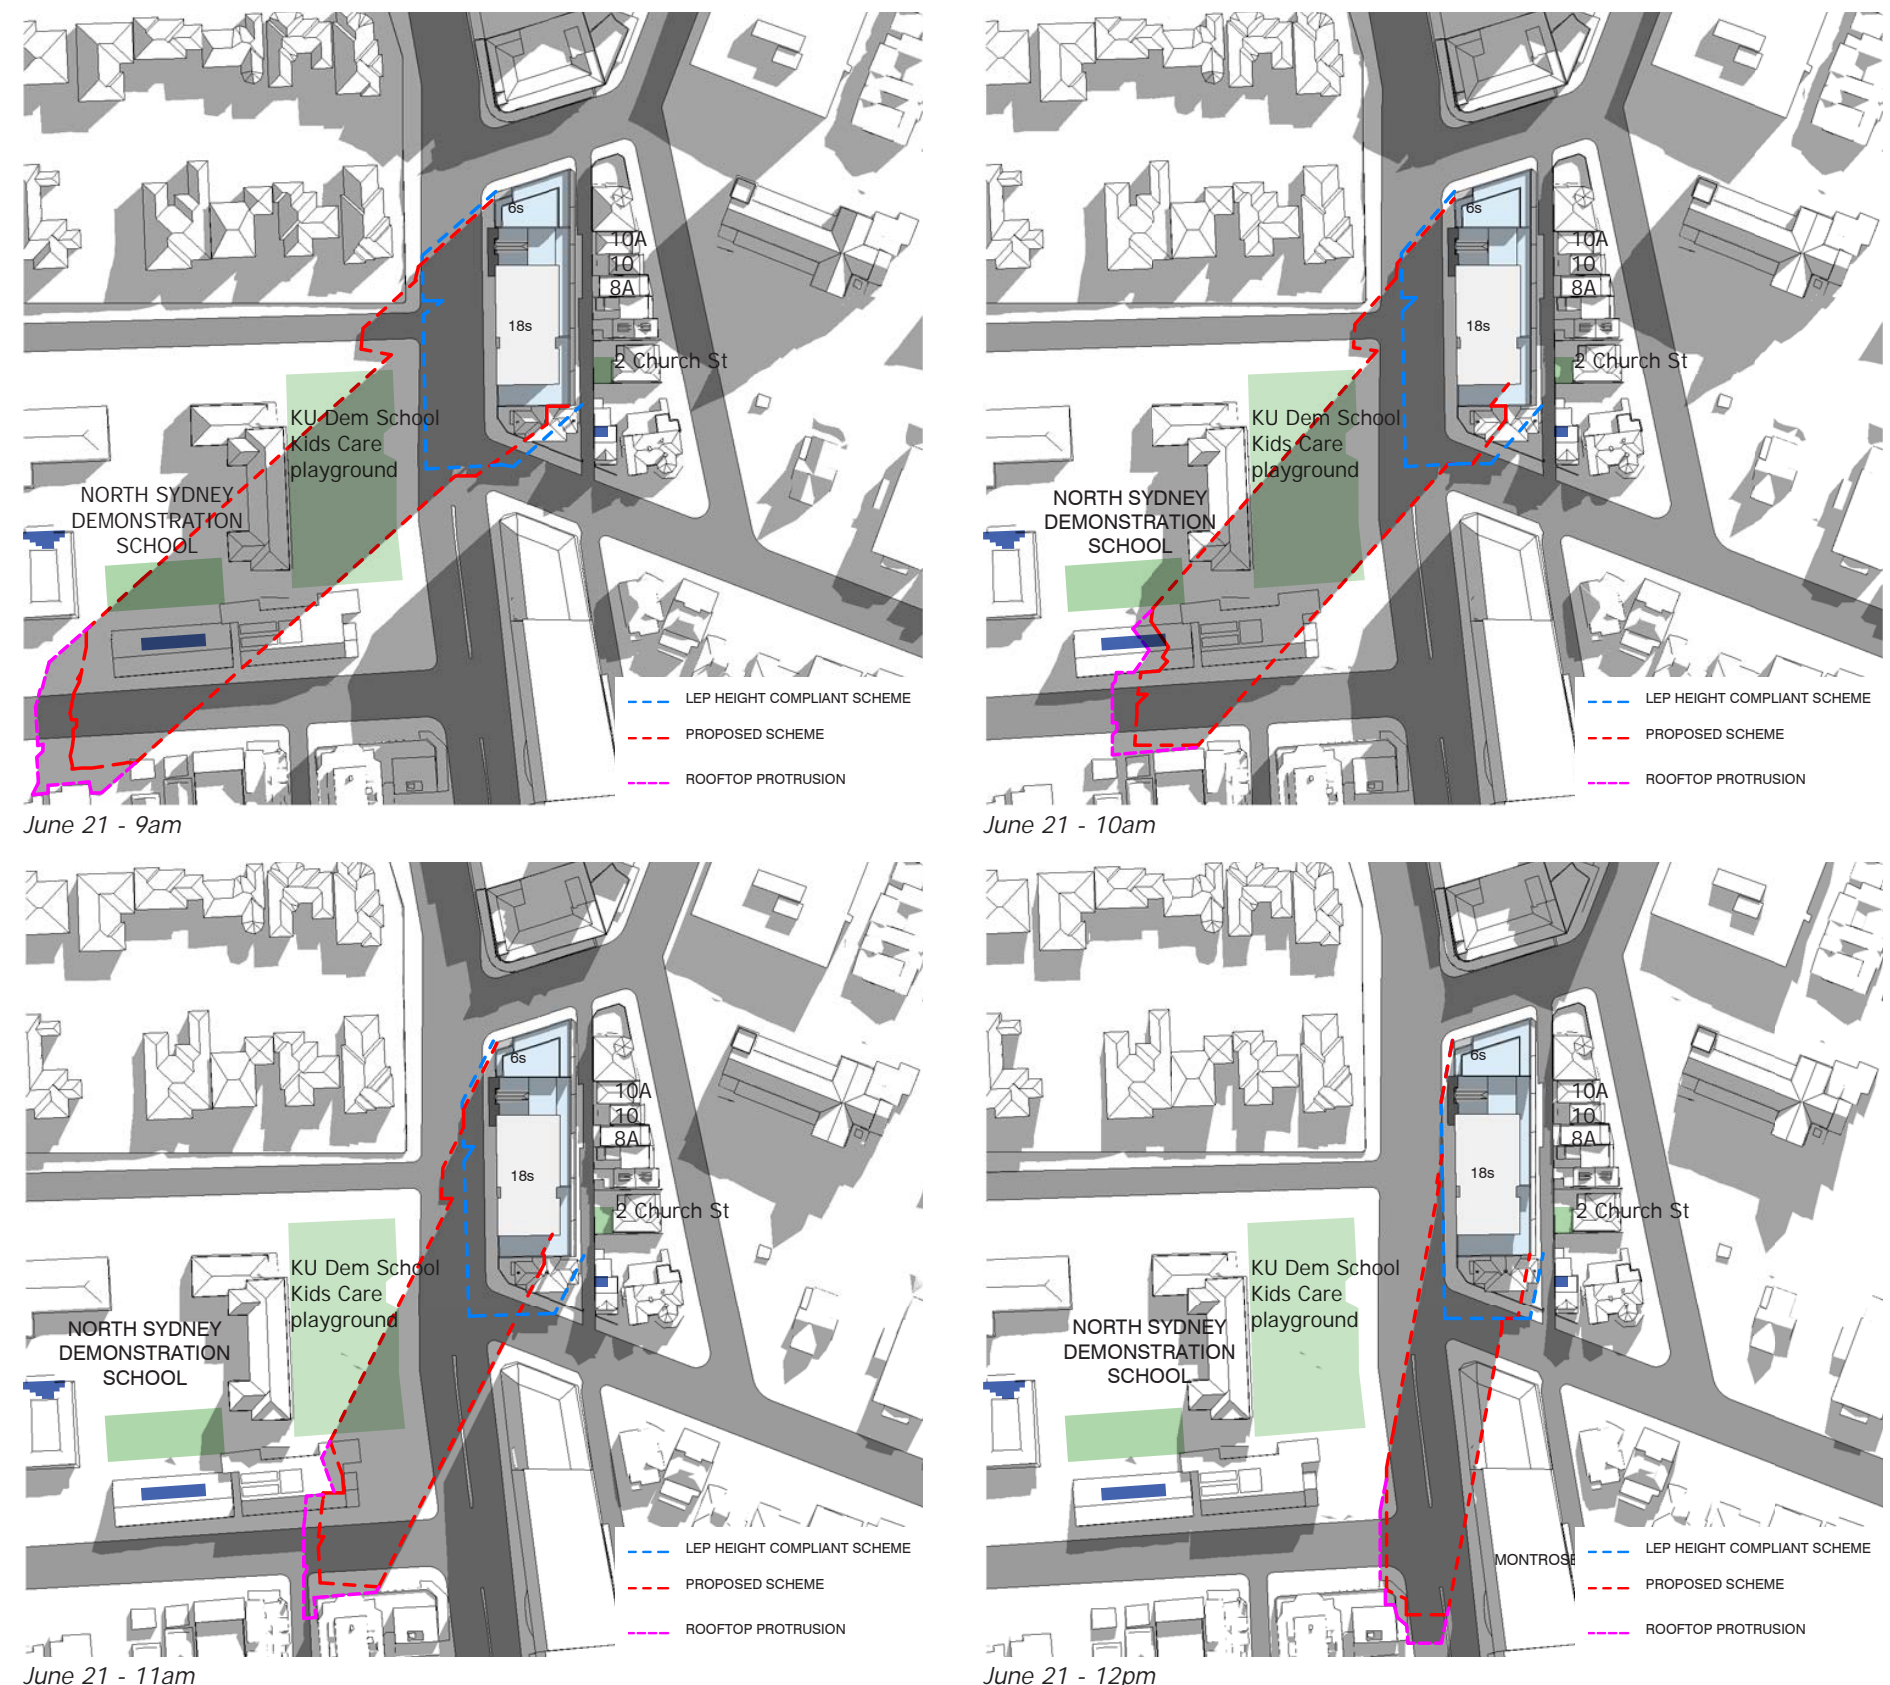 6s
10A
10
8A
18s
2 Church St
KU Dem School
Kids Care
playground
NORTH SYDNEY
DEMONSTRATION
SCHOOL
LEP HEIGHT COMPLIANT SCHEME
PROPOSED SCHEME
ROOFTOP PROTRUSION
June 21 - 9am
6s
10A
10
8A
18s
2 Church St
KU Dem School
Kids Care
playground
NORTH SYDNEY
DEMONSTRATION
SCHOOL
LEP HEIGHT COMPLIANT SCHEME
PROPOSED SCHEME
ROOFTOP PROTRUSION
June 21 - 10am
6s
10A
10
8A
18s
2 Church St
KU Dem School
Kids Care
playground
NORTH SYDNEY
DEMONSTRATION
SCHOOL
LEP HEIGHT COMPLIANT SCHEME
PROPOSED SCHEME
ROOFTOP PROTRUSION
June 21 - 11am
6s
10A
10
8A
18s
2 Church St
KU Dem School
Kids Care
playground
NORTH SYDNEY
DEMONSTRATION
SCHOOL
MONTROSE
LEP HEIGHT COMPLIANT SCHEME
PROPOSED SCHEME
ROOFTOP PROTRUSION
June 21 - 12pm